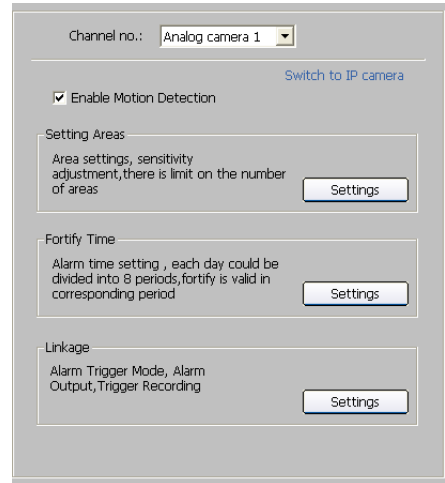 Channel no.: Analog camera 1
Switch to IP camera
Enable Motion Detection
Setting Areas
Area settings, sensitivity
adjustment,there is limit on the number
of areas
Settings
Fortify Time
Alarm time setting , each day could be
divided into 8 periods,fortify is valid in
corresponding period
Settings
Linkage
Alarm Trigger Mode, Alarm
Output,Trigger Recording
Settings